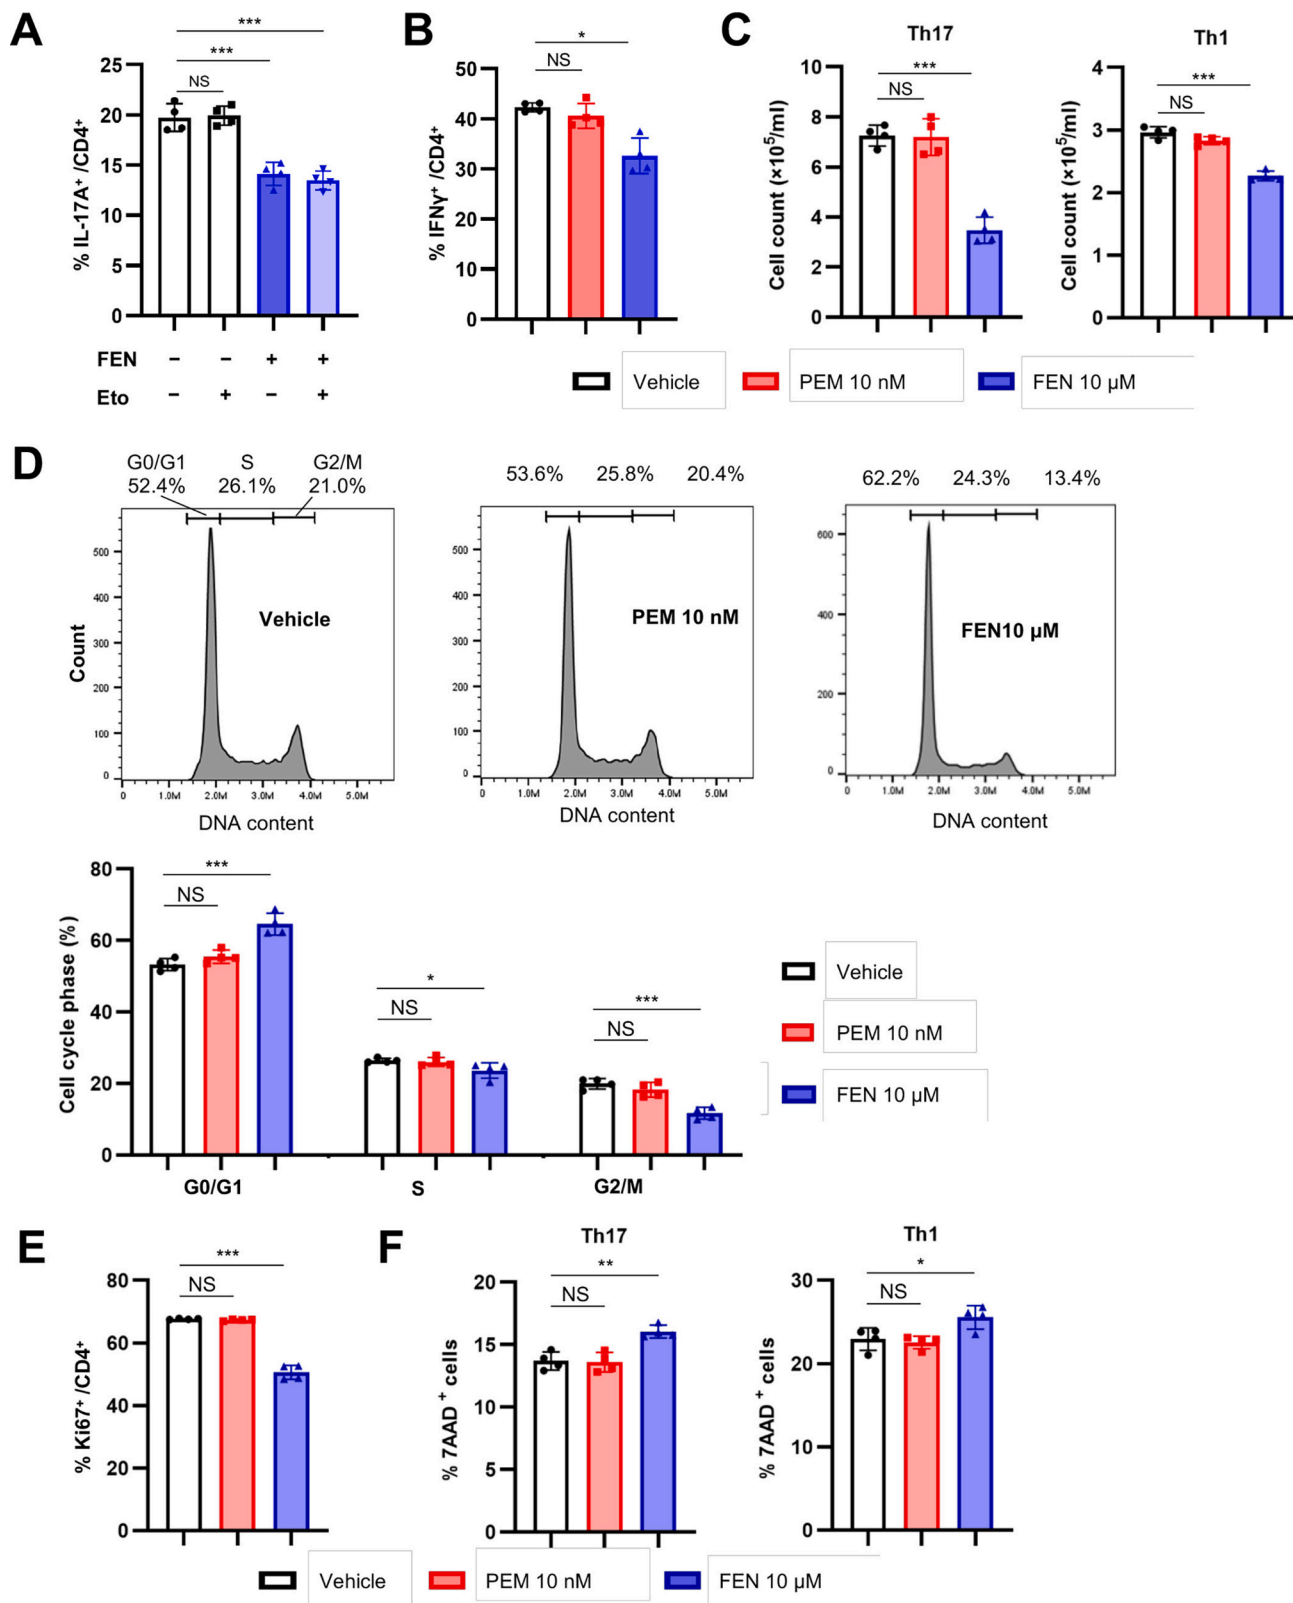 A
% IL-17A⁺ /CD4⁺
25
20
15
10
5
0
***
***
NS
FEN − − + +
Eto − + − +
B
% IFNγ⁺ /CD4⁺
50
40
30
20
10
0
*
NS
C
Th17
Cell count (×10⁵/ml)
10
8
6
4
2
0
***
NS
Th1
Cell count (×10⁵/ml)
4
3
2
1
0
***
NS
Vehicle PEM 10 nM FEN 10 µM
D
G0/G1 S G2/M
52.4% 26.1% 21.0%
Count
500
400
300
200
100
0
Vehicle
0 1.0M 2.0M 3.0M 4.0M 5.0M
DNA content
53.6% 25.8% 20.4%
500
400
300
200
100
0
PEM 10 nM
0 1.0M 2.0M 3.0M 4.0M 5.0M
DNA content
62.2% 24.3% 13.4%
600
400
200
0
FEN10 µM
0 1.0M 2.0M 3.0M 4.0M 5.0M
DNA content
Cell cycle phase (%)
80
60
40
20
0
***
NS
*
NS
***
NS
G0/G1 S G2/M
Vehicle
PEM 10 nM
FEN 10 µM
E
% Ki67⁺ /CD4⁺
80
60
40
20
0
***
NS
F
Th17
% 7AAD⁺ cells
20
15
10
5
0
**
NS
Th1
% 7AAD⁺ cells
30
20
10
0
*
NS
Vehicle PEM 10 nM FEN 10 µM